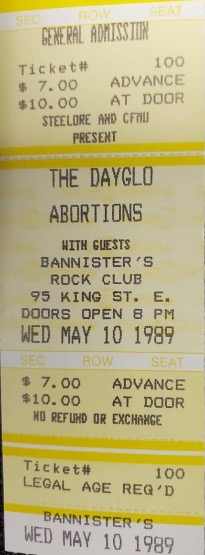 SEC ROW SEAT
GENERAL ADMISSION
Ticket# 100
$ 7.00 ADVANCE
$10.00 AT DOOR
STEELORE AND CFMU
PRESENT
THE DAYGLO
ABORTIONS
WITH GUESTS
BANNISTER'S
ROCK CLUB
95 KING ST. E.
DOORS OPEN 8 PM
WED MAY 10 1989
SEC ROW SEAT
$ 7.00 ADVANCE
$10.00 AT DOOR
NO REFUND OR EXCHANGE
Ticket# 100
LEGAL AGE REQ'D
BANNISTER'S
WED MAY 10 1989